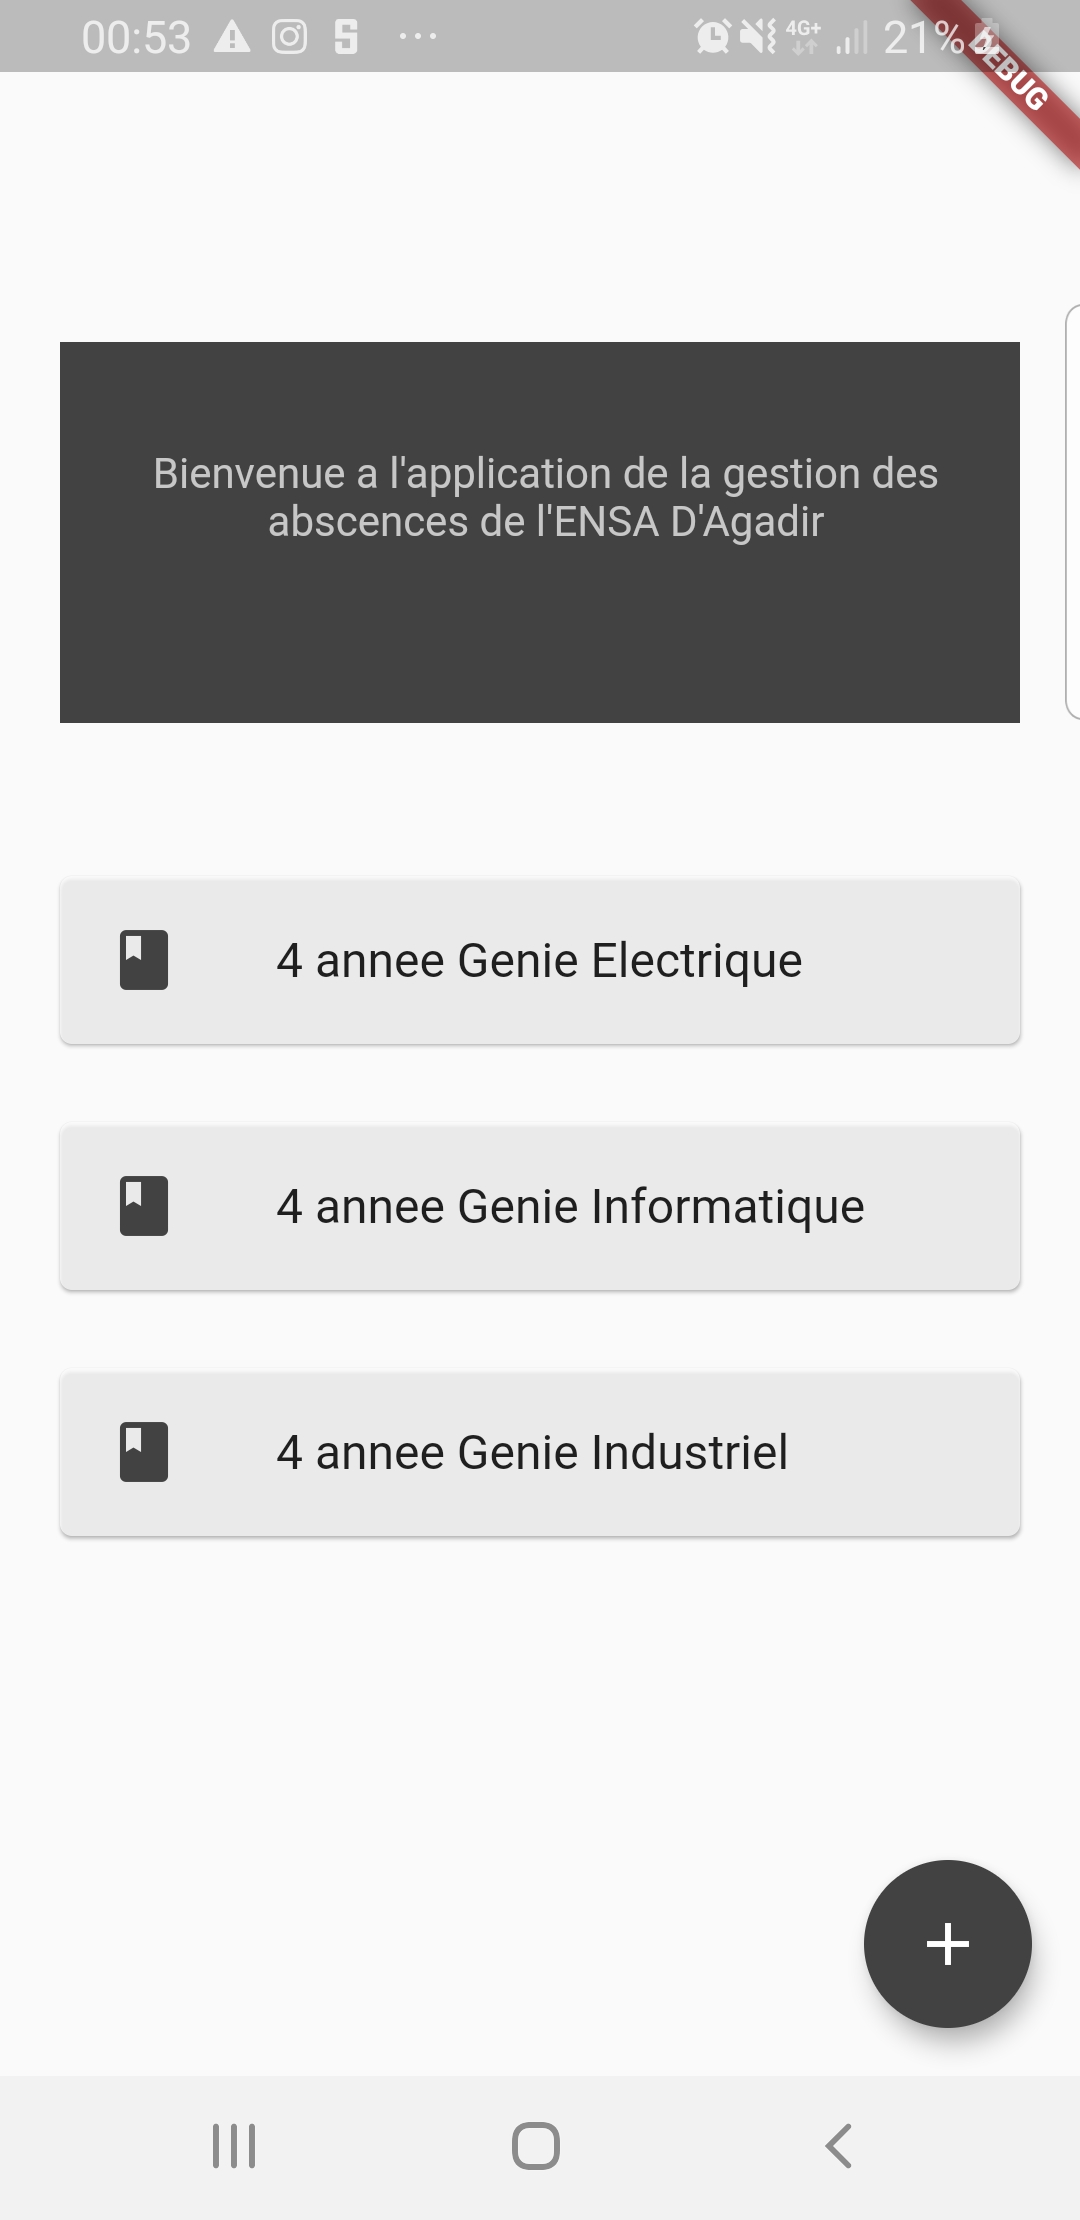 00:53 4G+ 21%
DEBUG
Bienvenue a l'application de la gestion des
abscences de l'ENSA D'Agadir
4 annee Genie Electrique
4 annee Genie Informatique
4 annee Genie Industriel